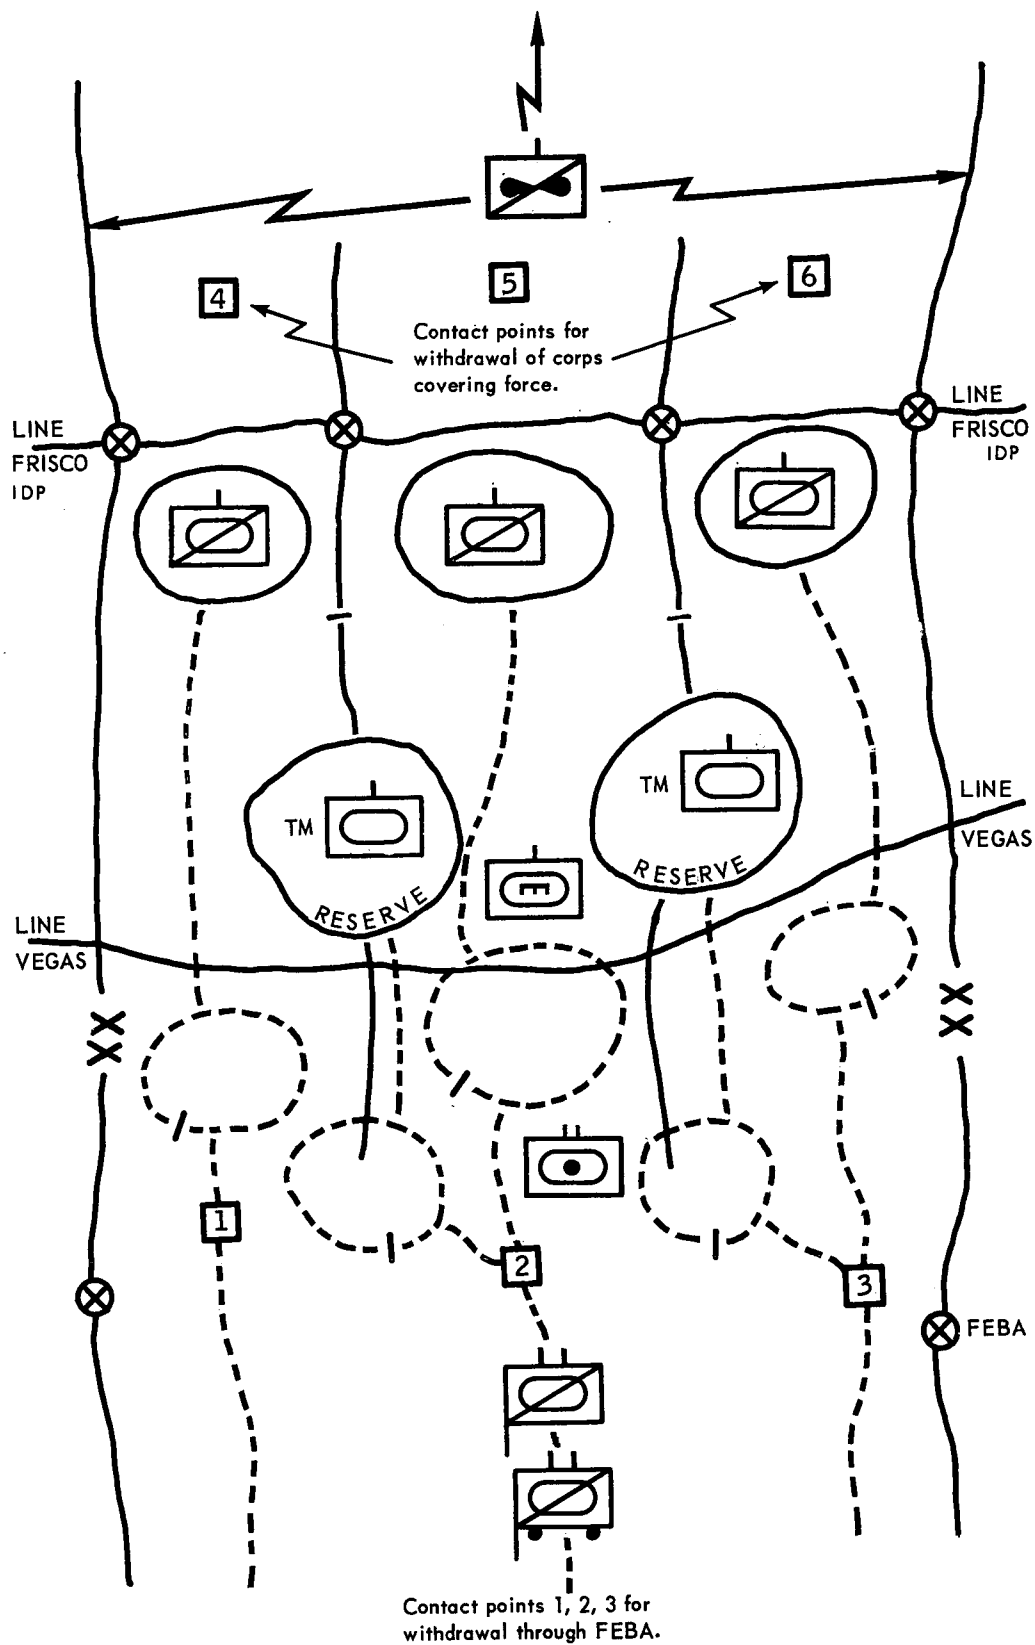 4
5
6
Contact points for
withdrawal of corps
covering force.
LINE
FRISCO
IDP
LINE
FRISCO
IDP
TM
RESERVE
TM
RESERVE
LINE
VEGAS
LINE
VEGAS
E
XX
XX
1
2
3
FEBA
Contact points 1, 2, 3 for
withdrawal through FEBA.